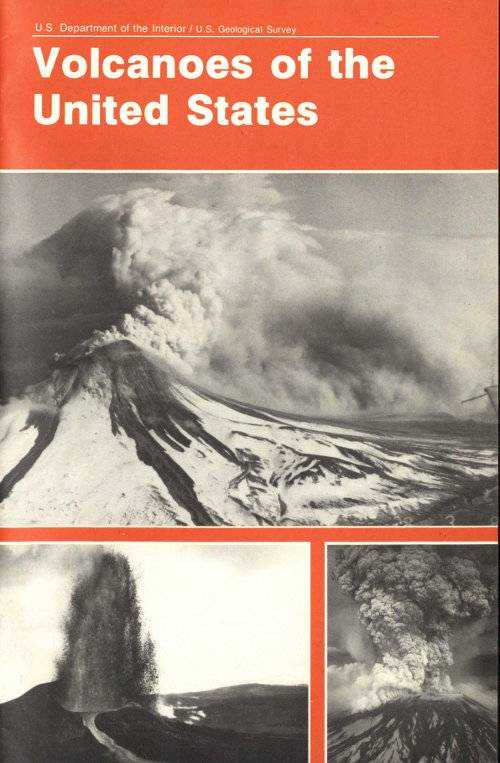 U.S. Department of the Interior / U.S. Geological Survey
Volcanoes of the
United States